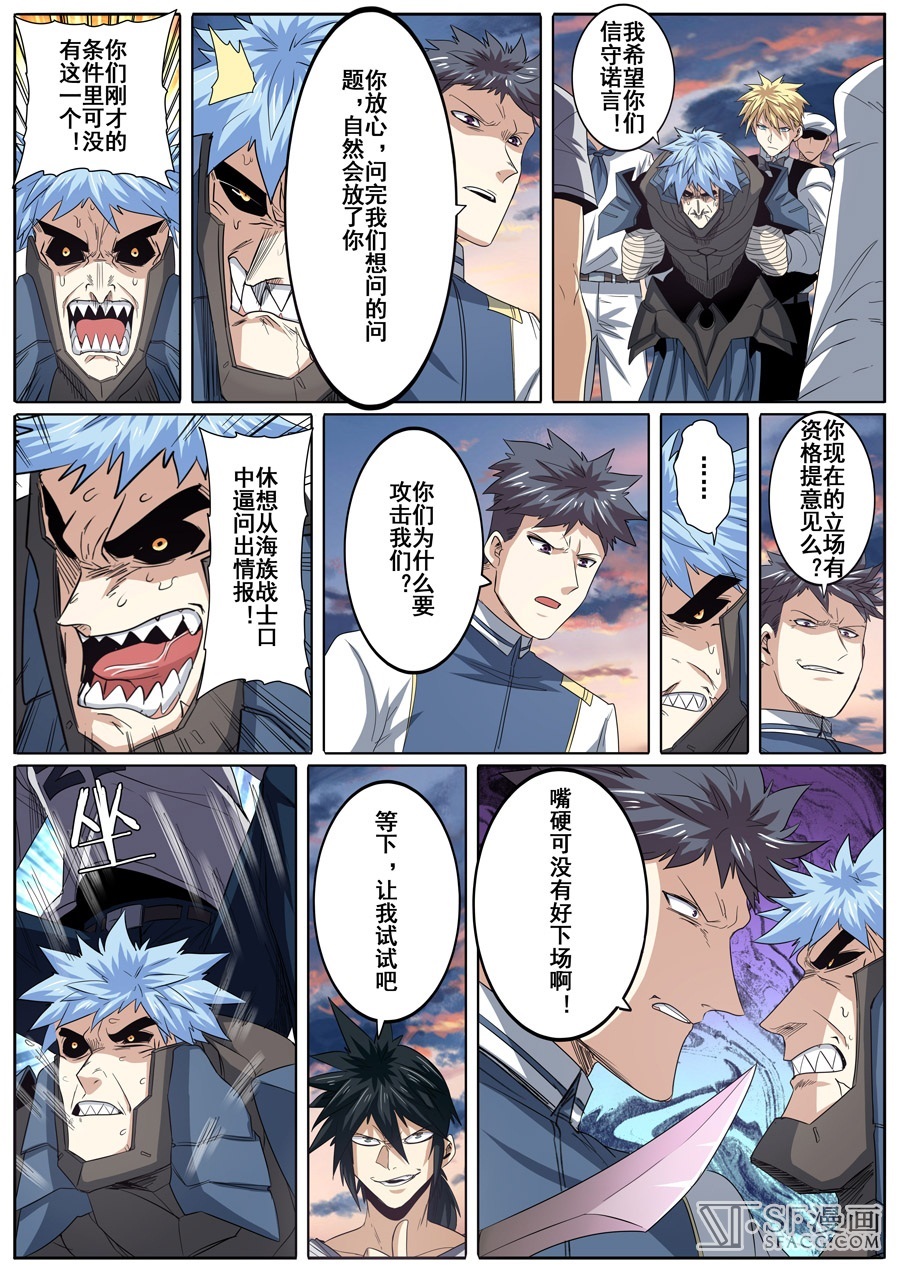 我希望你们
信守诺言！
你放心，问完我们想问的问
题，自然会放了你
你们刚才的
条件里可没
有这一个！
你现在的立场有
资格提意见么？
……
你们为什么要
攻击我们？
休想从海族战士口
中逼问出情报！
嘴硬可没有好下场啊！
等下，让我试试吧
坐
SF漫画
SFACG.COM